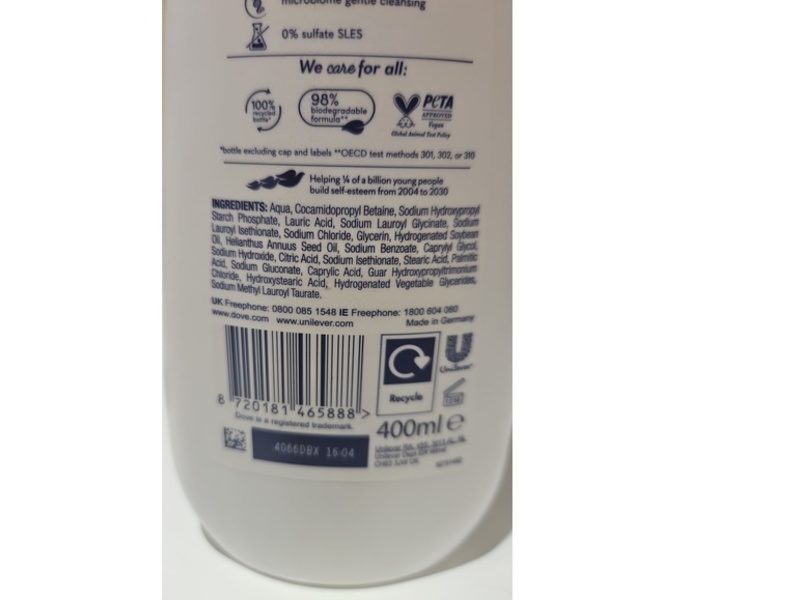 microbiome gentle cleansing
0% sulfate SLES
We care for all:
100%
recycled
bottle*
98%
biodegradable
formula**
PETA
APPROVED
Vegan
Global Animal Test Policy
*bottle excluding cap and labels **OECD test methods 301, 302, or 310
Helping ¼ of a billion young people
build self-esteem from 2004 to 2030
INGREDIENTS: Aqua, Cocamidopropyl Betaine, Sodium Hydroxypropyl
Starch Phosphate, Lauric Acid, Sodium Lauroyl Glycinate, Sodium
Lauroyl Isethionate, Sodium Chloride, Glycerin, Hydrogenated Soybean
Oil, Helianthus Annuus Seed Oil, Sodium Benzoate, Caprylyl Glycol,
Sodium Hydroxide, Citric Acid, Sodium Isethionate, Stearic Acid, Palmitic
Acid, Sodium Gluconate, Caprylic Acid, Guar Hydroxypropyltrimonium
Chloride, Hydroxystearic Acid, Hydrogenated Vegetable Glycerides,
Sodium Methyl Lauroyl Taurate.
UK Freephone: 0800 085 1548 IE Freephone: 1800 604 080
www.dove.com www.unilever.com Made in Germany
8 720181 465888 >
Recycle
Unilever
Dove is a registered trademark.
400ml e
4066DBX 16:04